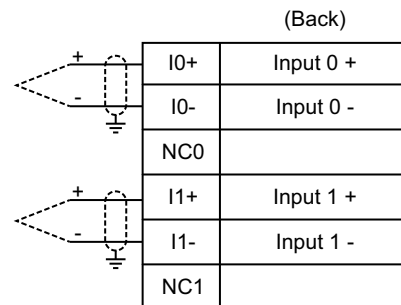 (Back)
+ I0+ Input 0 +
- I0- Input 0 -
NC0
+ I1+ Input 1 +
- I1- Input 1 -
NC1